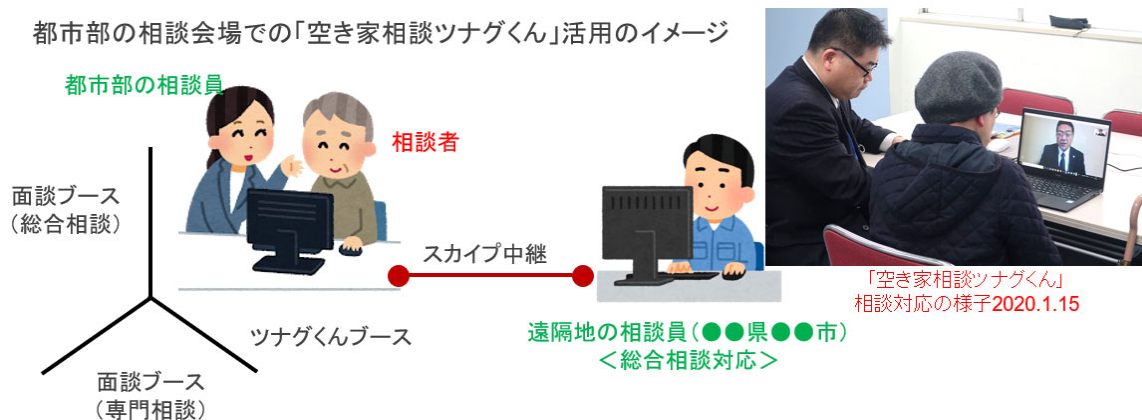 都市部の相談会場での「空き家相談ツナグくん」活用のイメージ
都市部の相談員
相談者
面談ブース
(総合相談)
スカイプ中継
ツナグくんブース
面談ブース
(専門相談)
遠隔地の相談員(●●県●●市)
<総合相談対応>
「空き家相談ツナグくん」
相談対応の様子2020.1.15